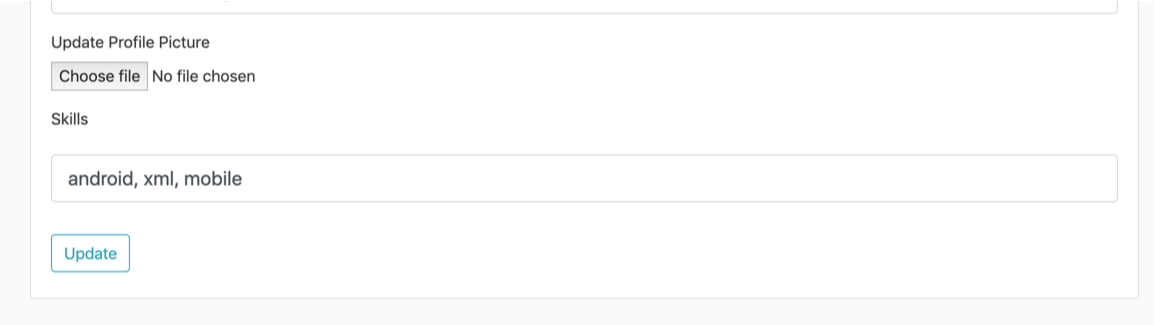 Update Profile Picture
Choose file No file chosen
Skills
android, xml, mobile
Update